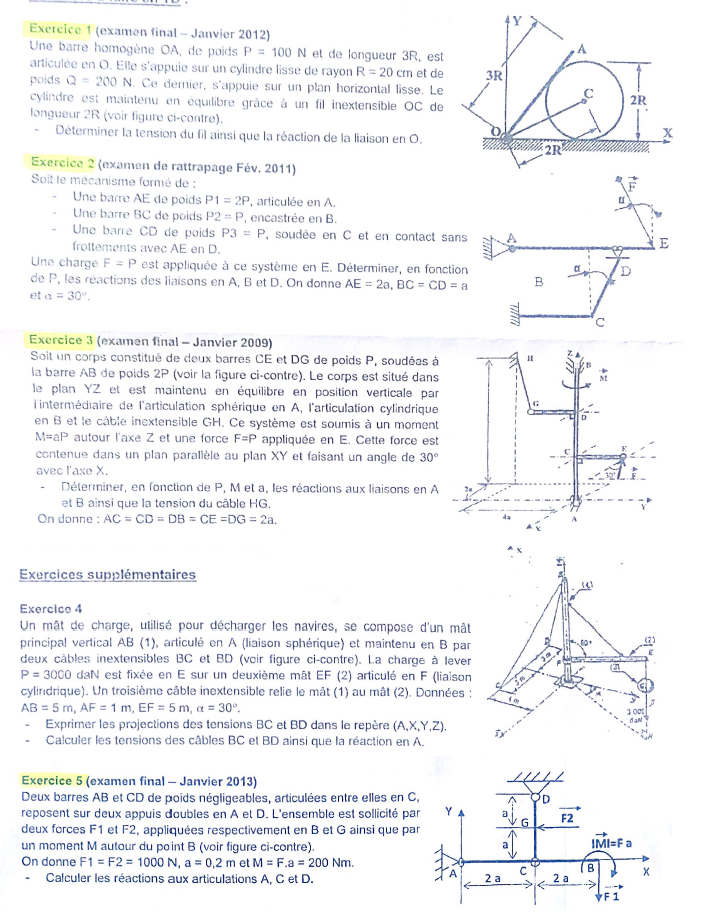 Exercice 1 (examen final – Janvier 2012)
Une barre homogène OA, de poids P = 100 N et de longueur 3R, est
articulée en O. Elle s'appuie sur un cylindre lisse de rayon R = 20 cm et de
poids Q = 200 N. Ce dernier, s'appuie sur un plan horizontal lisse. Le
cylindre est maintenu en équilibre grâce à un fil inextensible OC de
longueur 2R (voir figure ci-contre).
- Déterminer la tension du fil ainsi que la réaction de la liaison en O.
Y
A
3R
C
2R
O
X
2R
Exercice 2 (examen de rattrapage Fév. 2011)
Soit le mécanisme formé de :
- Une barre AE de poids P1 = 2P, articulée en A.
- Une barre BC de poids P2 = P, encastrée en B.
- Une barre CD de poids P3 = P, soudée en C et en contact sans
frottements avec AE en D.
Une charge F = P est appliquée à ce système en E. Déterminer, en fonction
de P, les réactions des liaisons en A, B et D. On donne AE = 2a, BC = CD = a
et α = 30°.
F
α
A
E
α
D
B
C
Exercice 3 (examen final – Janvier 2009)
Soit un corps constitué de deux barres CE et DG de poids P, soudées à
la barre AB de poids 2P (voir la figure ci-contre). Le corps est situé dans
le plan YZ et est maintenu en équilibre en position verticale par
l'intermédiaire de l'articulation sphérique en A, l'articulation cylindrique
en B et le câble inextensible GH. Ce système est soumis à un moment
M=aP autour l'axe Z et une force F=P appliquée en E. Cette force est
contenue dans un plan parallèle au plan XY et faisant un angle de 30°
avec l'axe X.
- Déterminer, en fonction de P, M et a, les réactions aux liaisons en A
et B ainsi que la tension du câble HG.
On donne : AC = CD = DB = CE =DG = 2a.
H
Z
B
M
G
D
C
E
30°
F
2a
4a
A
Y
X
Exercices supplémentaires
Exercice 4
Un mât de charge, utilisé pour décharger les navires, se compose d'un mât
principal vertical AB (1), articulé en A (liaison sphérique) et maintenu en B par
deux câbles inextensibles BC et BD (voir figure ci-contre). La charge à lever
P = 3000 daN est fixée en E sur un deuxième mât EF (2) articulé en F (liaison
cylindrique). Un troisième câble inextensible relie le mât (1) au mât (2). Données :
AB = 5 m, AF = 1 m, EF = 5 m, α = 30°.
- Exprimer les projections des tensions BC et BD dans le repère (A,X,Y,Z).
- Calculer les tensions des câbles BC et BD ainsi que la réaction en A.
X
(1)
(2)
E
F
daN
Exercice 5 (examen final – Janvier 2013)
Deux barres AB et CD de poids négligeables, articulées entre elles en C,
reposent sur deux appuis doubles en A et D. L'ensemble est sollicité par
deux forces F1 et F2, appliquées respectivement en B et G ainsi que par
un moment M autour du point B (voir figure ci-contre).
On donne F1 = F2 = 1000 N, a = 0,2 m et M = F.a = 200 Nm.
- Calculer les réactions aux articulations A, C et D.
D
Y
a
G
F2
a
|M|=F a
A
C
B
X
2 a
2 a
F 1